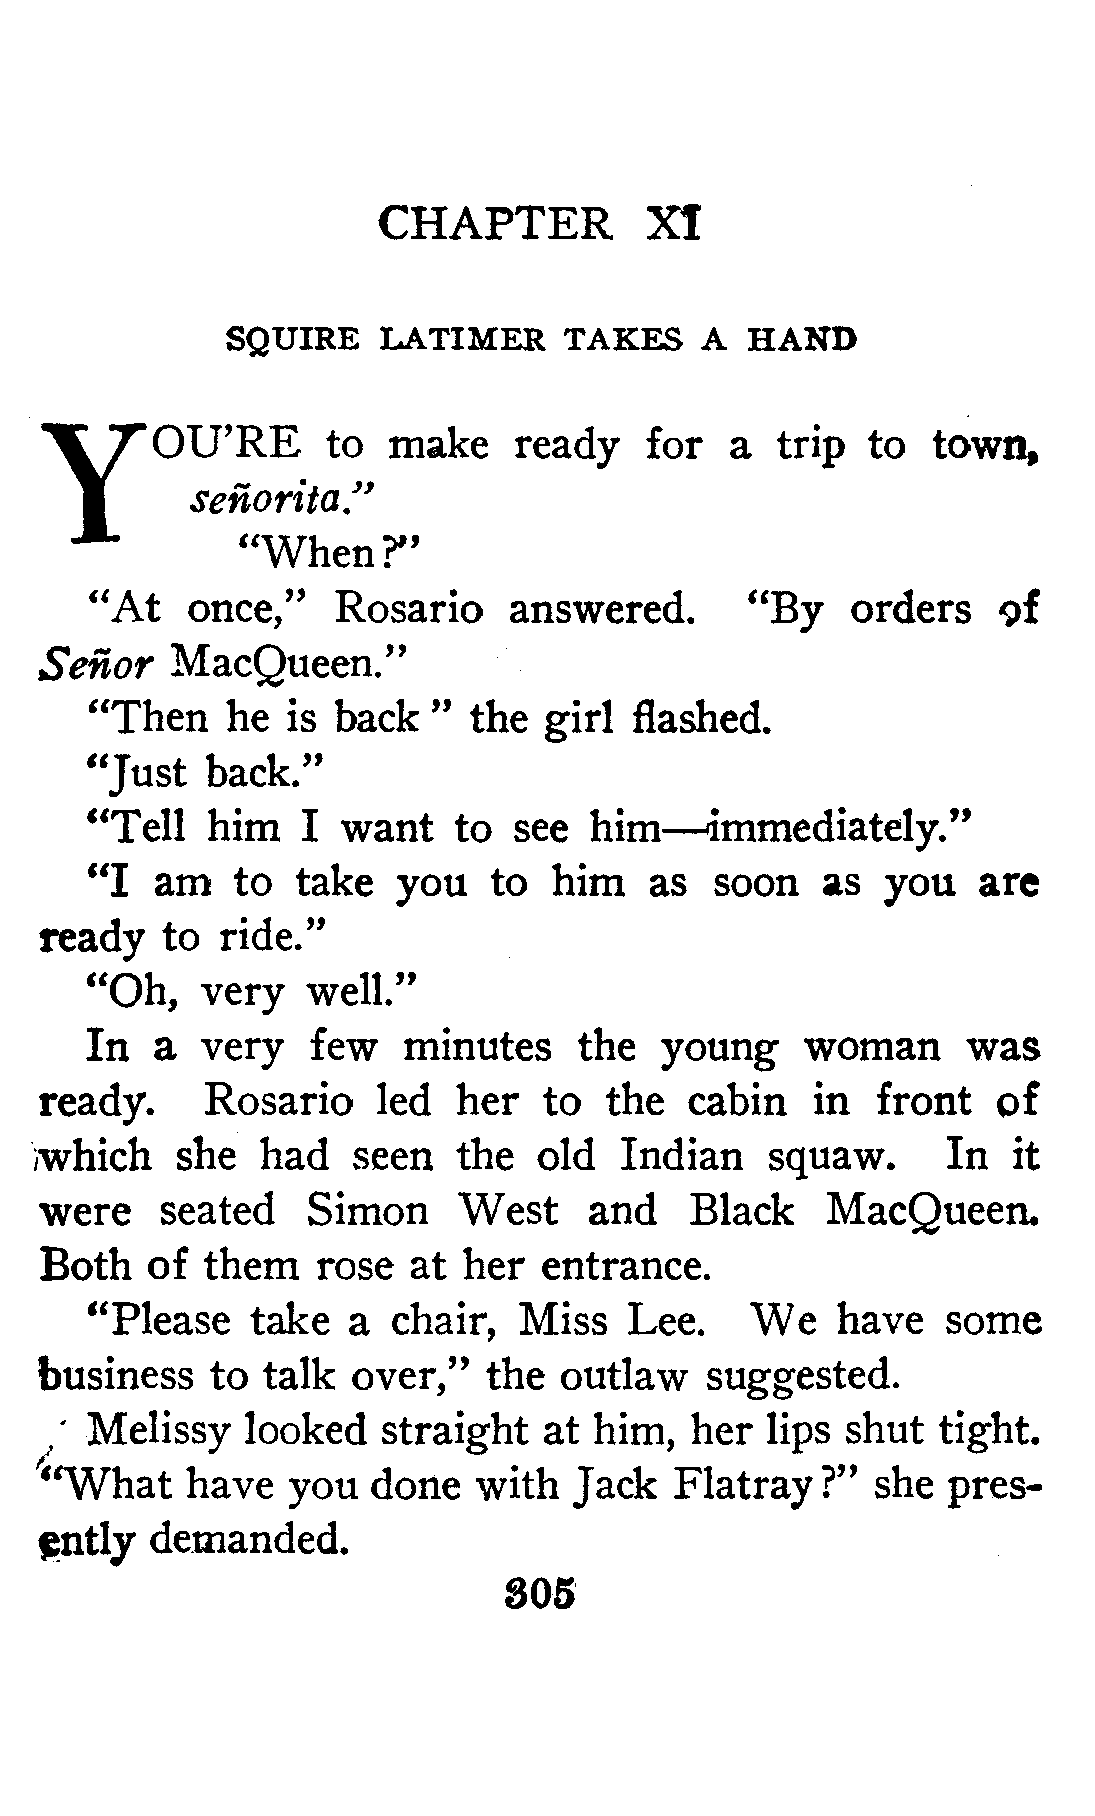 CHAPTER XI
SQUIRE LATIMER TAKES A HAND
YOU’RE to make ready for a trip to town,
señorita.”
“When?”
“At once,” Rosario answered. “By orders of
Señor MacQueen.”
“Then he is back ” the girl flashed.
“Just back.”
“Tell him I want to see him—immediately.”
“I am to take you to him as soon as you are
ready to ride.”
“Oh, very well.”
In a very few minutes the young woman was
ready. Rosario led her to the cabin in front of
which she had seen the old Indian squaw. In it
were seated Simon West and Black MacQueen.
Both of them rose at her entrance.
“Please take a chair, Miss Lee. We have some
business to talk over,” the outlaw suggested.
Melissy looked straight at him, her lips shut tight.
“What have you done with Jack Flatray?” she pres-
ently demanded.
305